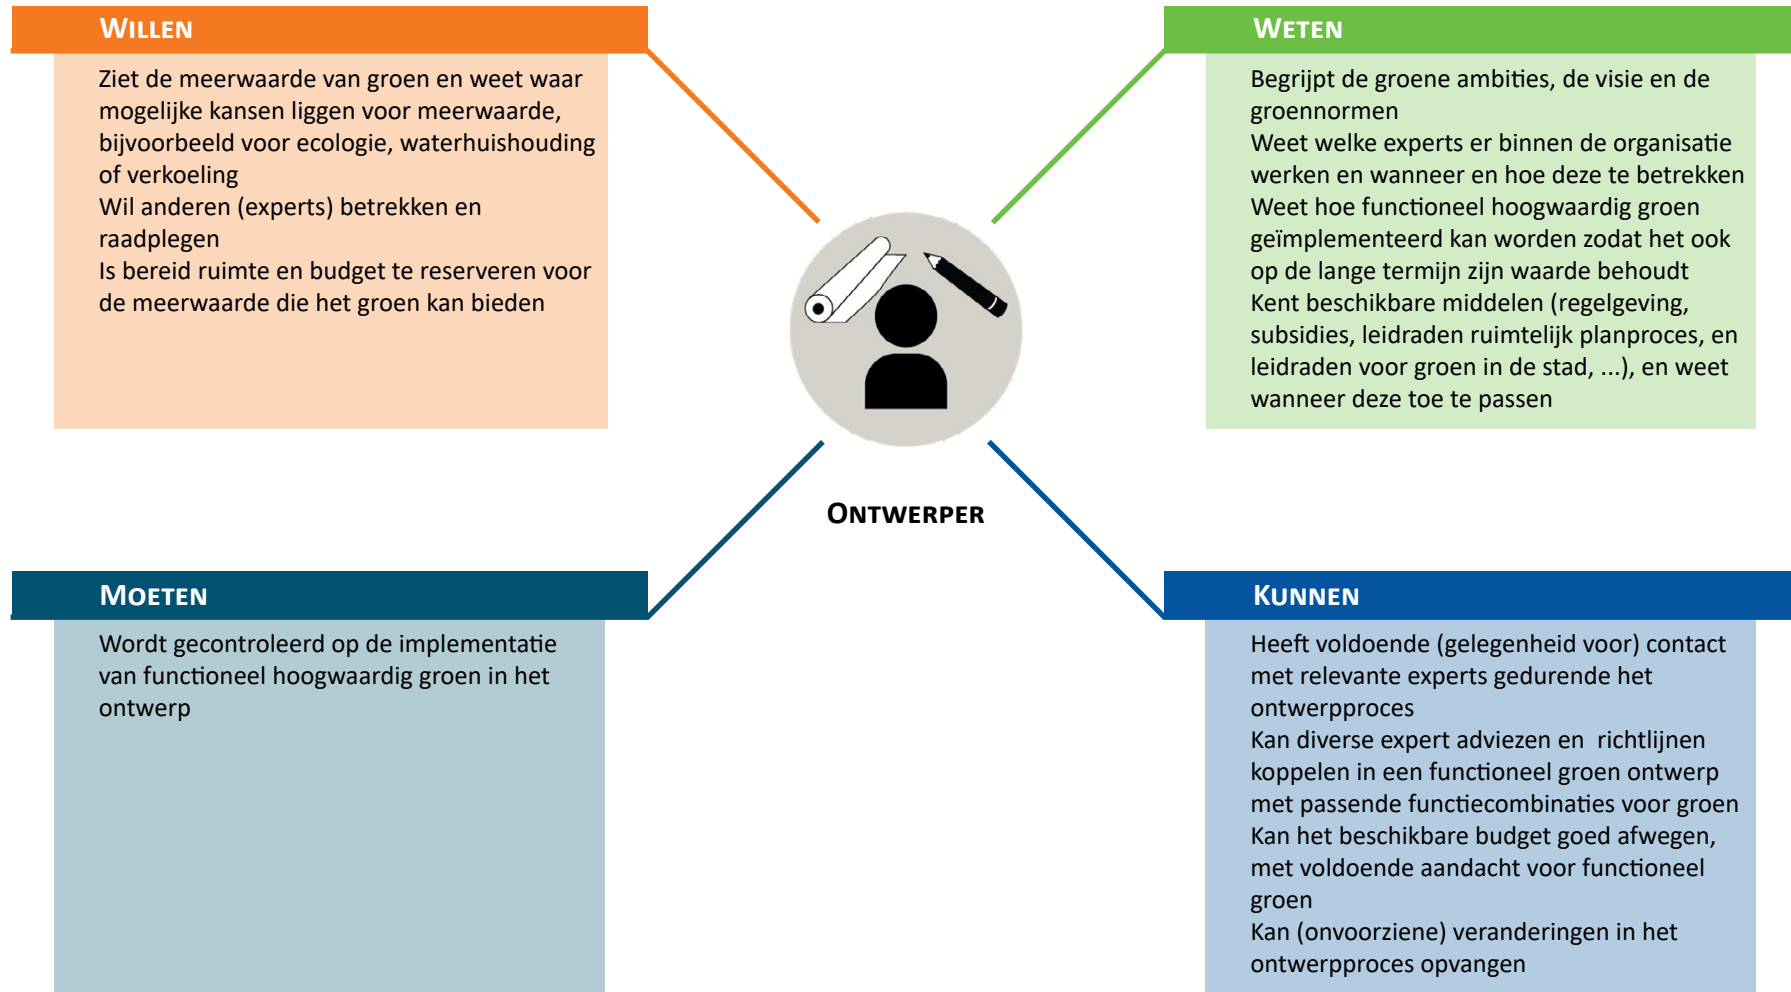 WILLEN
Ziet de meerwaarde van groen en weet waar
mogelijke kansen liggen voor meerwaarde,
bijvoorbeeld voor ecologie, waterhuishouding
of verkoeling
Wil anderen (experts) betrekken en
raadplegen
Is bereid ruimte en budget te reserveren voor
de meerwaarde die het groen kan bieden
WETEN
Begrijpt de groene ambities, de visie en de
groennormen
Weet welke experts er binnen de organisatie
werken en wanneer en hoe deze te betrekken
Weet hoe functioneel hoogwaardig groen
geïmplementeerd kan worden zodat het ook
op de lange termijn zijn waarde behoudt
Kent beschikbare middelen (regelgeving,
subsidies, leidraden ruimtelijk planproces, en
leidraden voor groen in de stad, ...), en weet
wanneer deze toe te passen
ONTWERPER
MOETEN
Wordt gecontroleerd op de implementatie
van functioneel hoogwaardig groen in het
ontwerp
KUNNEN
Heeft voldoende (gelegenheid voor) contact
met relevante experts gedurende het
ontwerpproces
Kan diverse expert adviezen en  richtlijnen
koppelen in een functioneel groen ontwerp
met passende functiecombinaties voor groen
Kan het beschikbare budget goed afwegen,
met voldoende aandacht voor functioneel
groen
Kan (onvoorziene) veranderingen in het
ontwerpproces opvangen